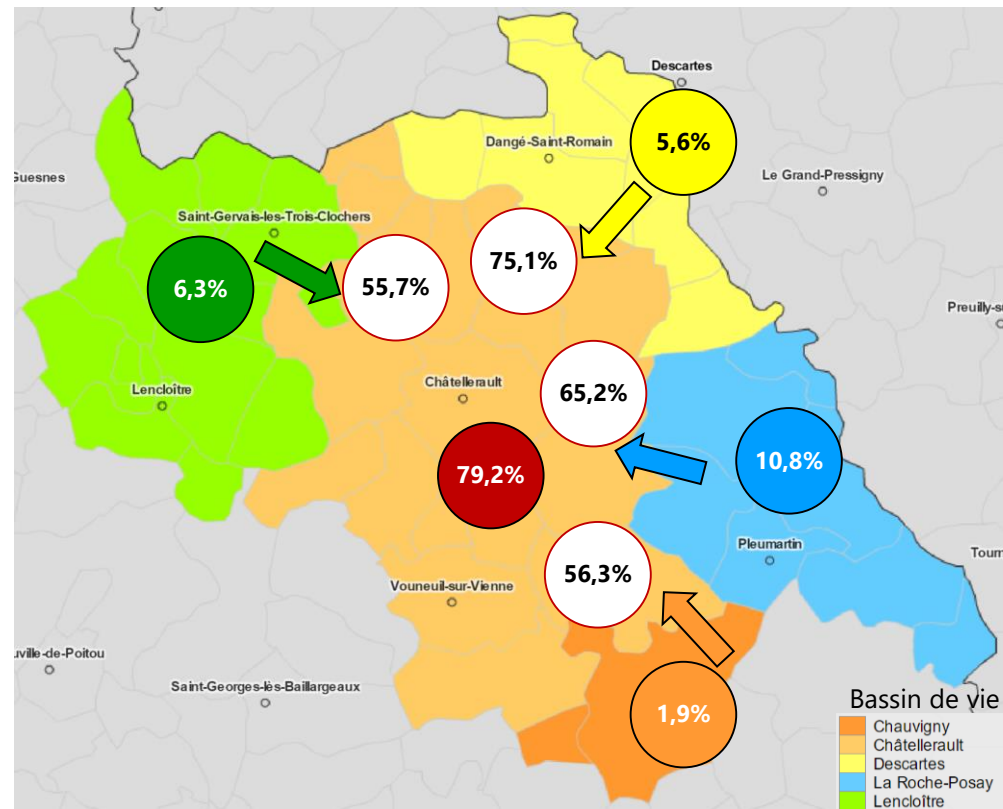 Descartes
5,6%
Dangé-Saint-Romain
Guesnes
Le Grand-Pressigny
Saint-Gervais-les-Trois-Clochers
75,1%
6,3%
55,7%
Preuilly-su
Châtellerault
Lencloître
65,2%
10,8%
79,2%
Pleumartin
Tourn
56,3%
Vouneuil-sur-Vienne
uville-de-Poitou
Saint-Georges-lès-Baillargeaux
1,9%
Bassin de vie
Chauvigny
Châtellerault
Descartes
La Roche-Posay
Lencloître